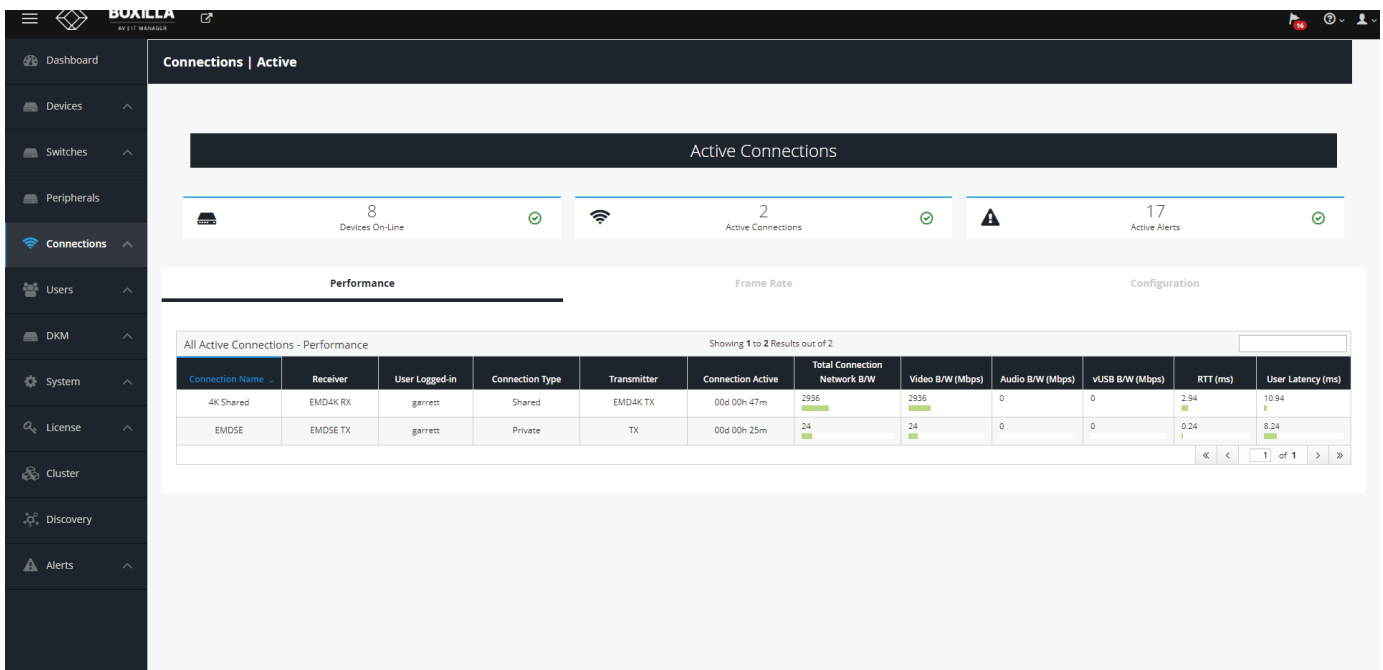 BOXILLA
AV | IT MANAGER
16
Dashboard
Devices
Switches
Peripherals
Connections
Users
DKM
System
License
Cluster
Discovery
Alerts
Connections | Active
Active Connections
8
Devices On-Line
2
Active Connections
17
Active Alerts
Performance Frame Rate Configuration
All Active Connections - Performance Showing 1 to 2 Results out of 2
Connection Name Receiver User Logged-in Connection Type Transmitter Connection Active Total Connection Network B/W Video B/W (Mbps) Audio B/W (Mbps) vUSB B/W (Mbps) RTT (ms) User Latency (ms)
4K Shared EMD4K RX garrett Shared EMD4K TX 00d 00h 47m 2936 2936 0 0 2.94 10.94
EMDSE EMDSE TX garrett Private TX 00d 00h 25m 24 24 0 0 0.24 8.24
« < 1 of 1 > »